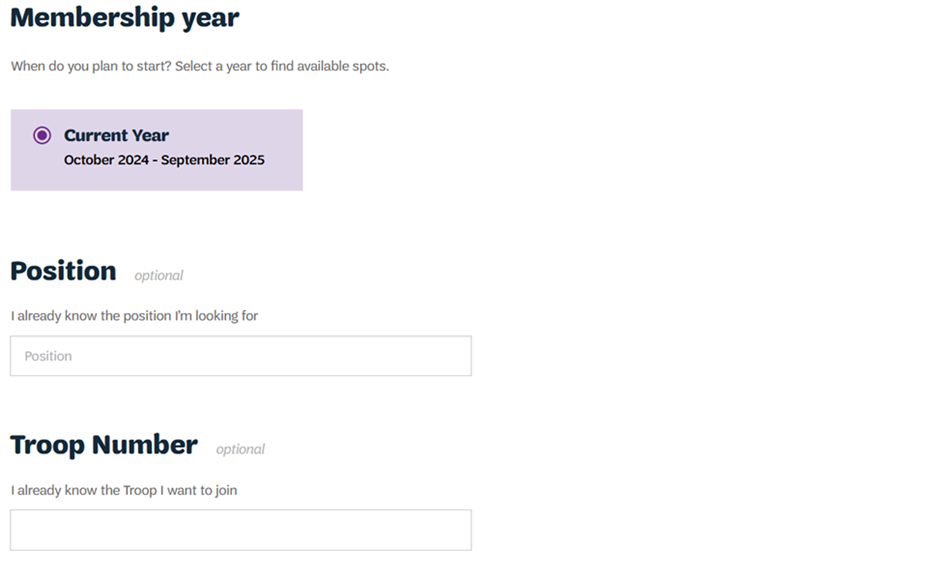 Membership year
When do you plan to start? Select a year to find available spots.
Current Year
October 2024 - September 2025
Position optional
I already know the position I'm looking for
Position
Troop Number optional
I already know the Troop I want to join